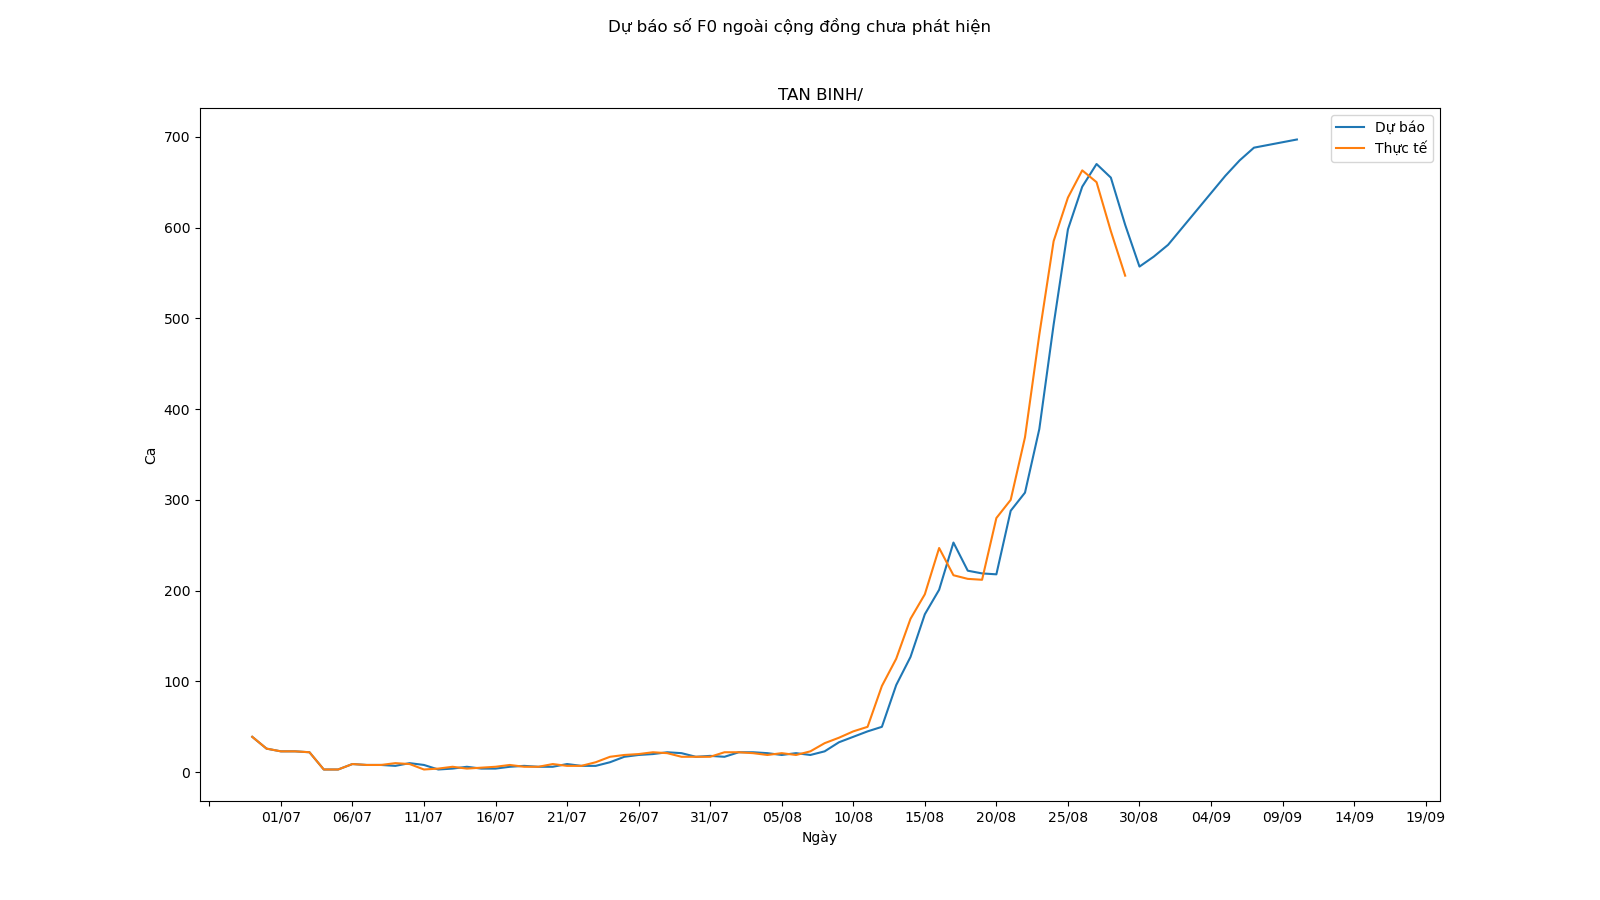 Dự báo số F0 ngoài cộng đồng chưa phát hiện
TAN BINH/
Dự báo
Thực tế
700
600
500
400
300
200
100
0
Ca
01/07 06/07 11/07 16/07 21/07 26/07 31/07 05/08 10/08 15/08 20/08 25/08 30/08 04/09 09/09 14/09 19/09
Ngày